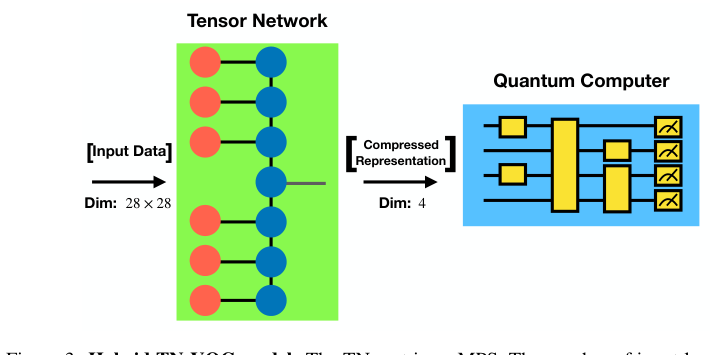 Tensor Network
Quantum Computer
[Input Data]
Dim: 28 × 28
[Compressed
Representation]
Dim: 4